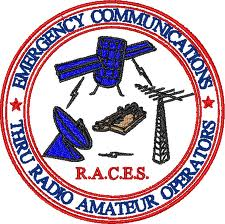 EMERGENCY COMMUNICATIONS
R.A.C.E.S.
THRU RADIO AMATEUR OPERATORS